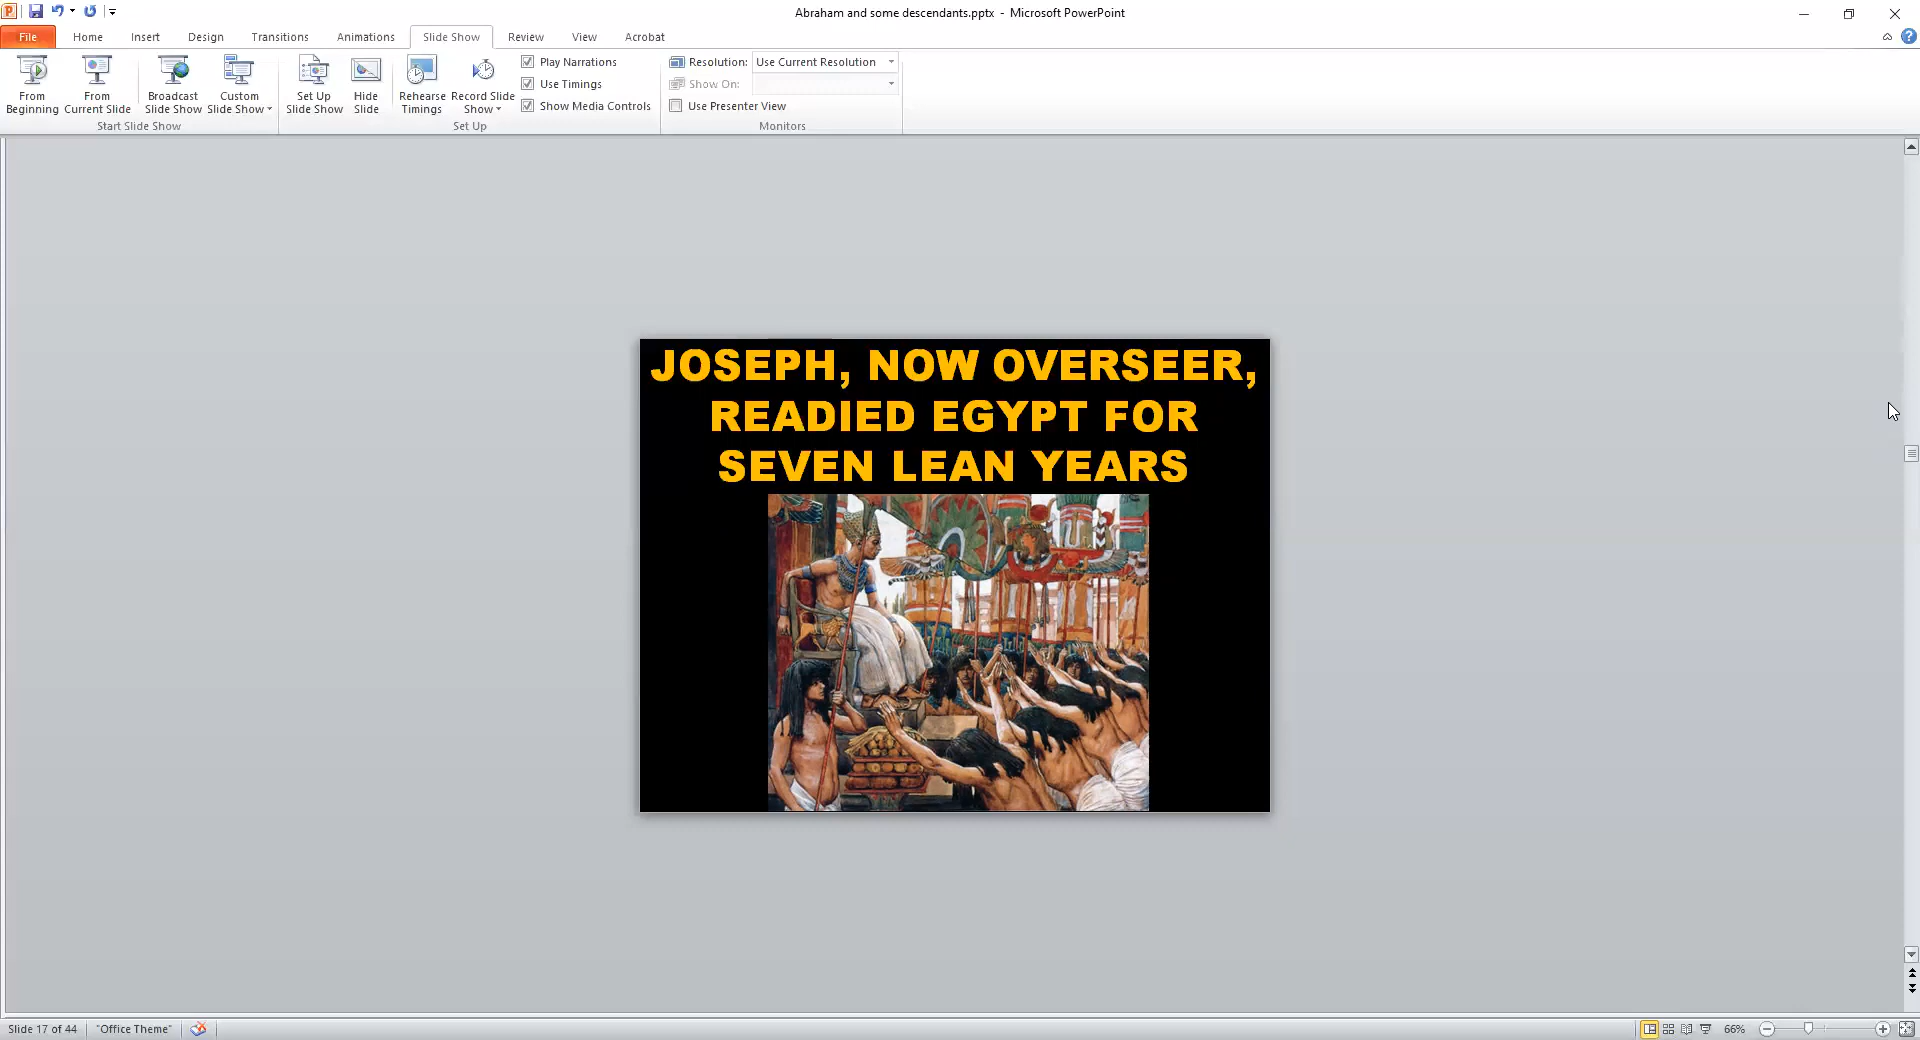 Abraham and some descendants.pptx - Microsoft PowerPoint
File Home Insert Design Transitions Animations Slide Show Review View Acrobat
From Beginning
From Current Slide
Broadcast Slide Show
Custom Slide Show
Start Slide Show
Set Up Slide Show
Hide Slide
Rehearse Timings
Record Slide Show
Play Narrations
Use Timings
Show Media Controls
Set Up
Resolution: Use Current Resolution
Show On:
Use Presenter View
Monitors
JOSEPH, NOW OVERSEER,
READIED EGYPT FOR
SEVEN LEAN YEARS
Slide 17 of 44 "Office Theme" 66%